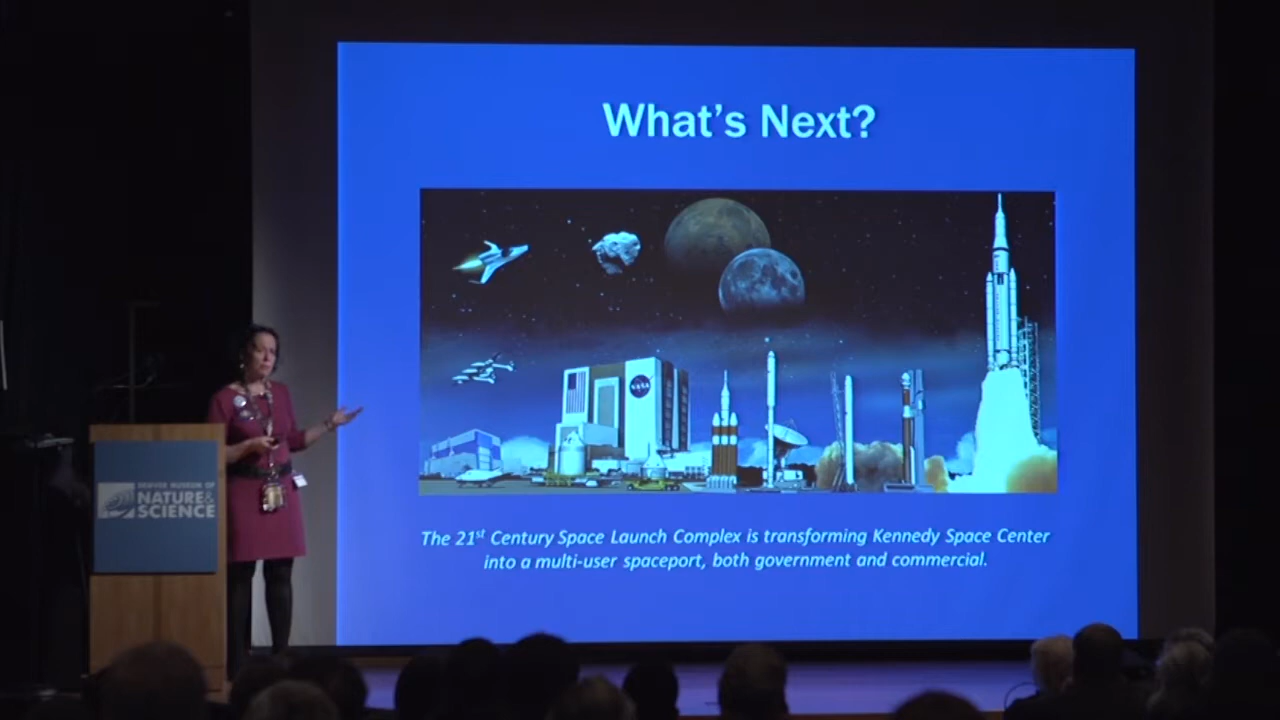 What's Next?
NASA
The 21st Century Space Launch Complex is transforming Kennedy Space Center
into a multi-user spaceport, both government and commercial.
DENVER MUSEUM OF
NATURE &
SCIENCE